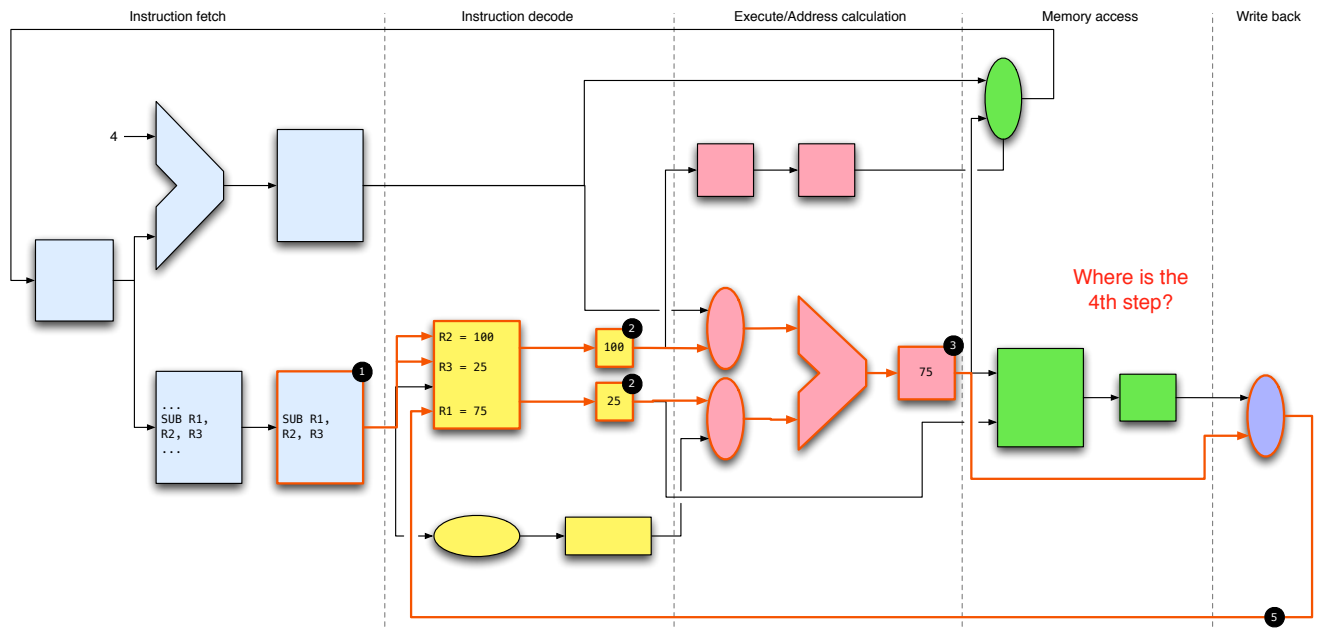 Instruction fetch
Instruction decode
Execute/Address calculation
Memory access
Write back
4
Where is the
4th step?
R2 = 100
R3 = 25
R1 = 75
2
100
2
25
3
75
1
...
SUB R1,
R2, R3
...
SUB R1,
R2, R3
5